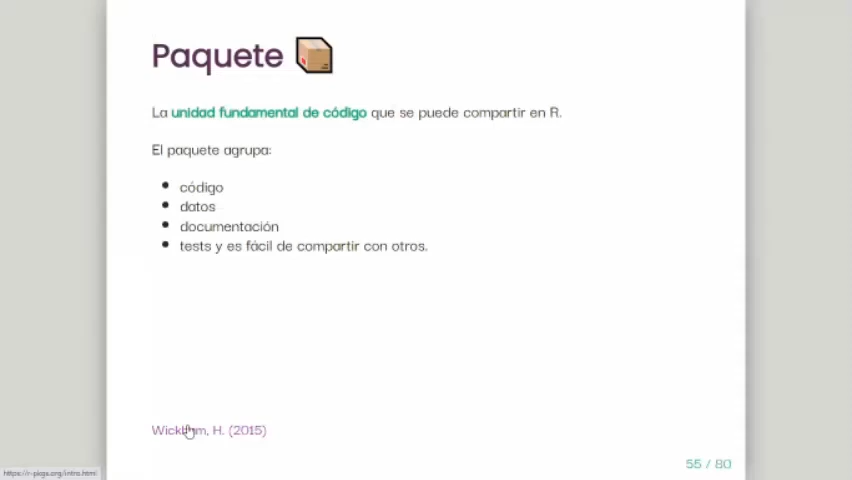 Paquete
La unidad fundamental de código que se puede compartir en R.
El paquete agrupa:
código
datos
documentación
tests y es fácil de compartir con otros.
Wickham, H. (2015)
55 / 80
https://r-pkgs.org/intro.html